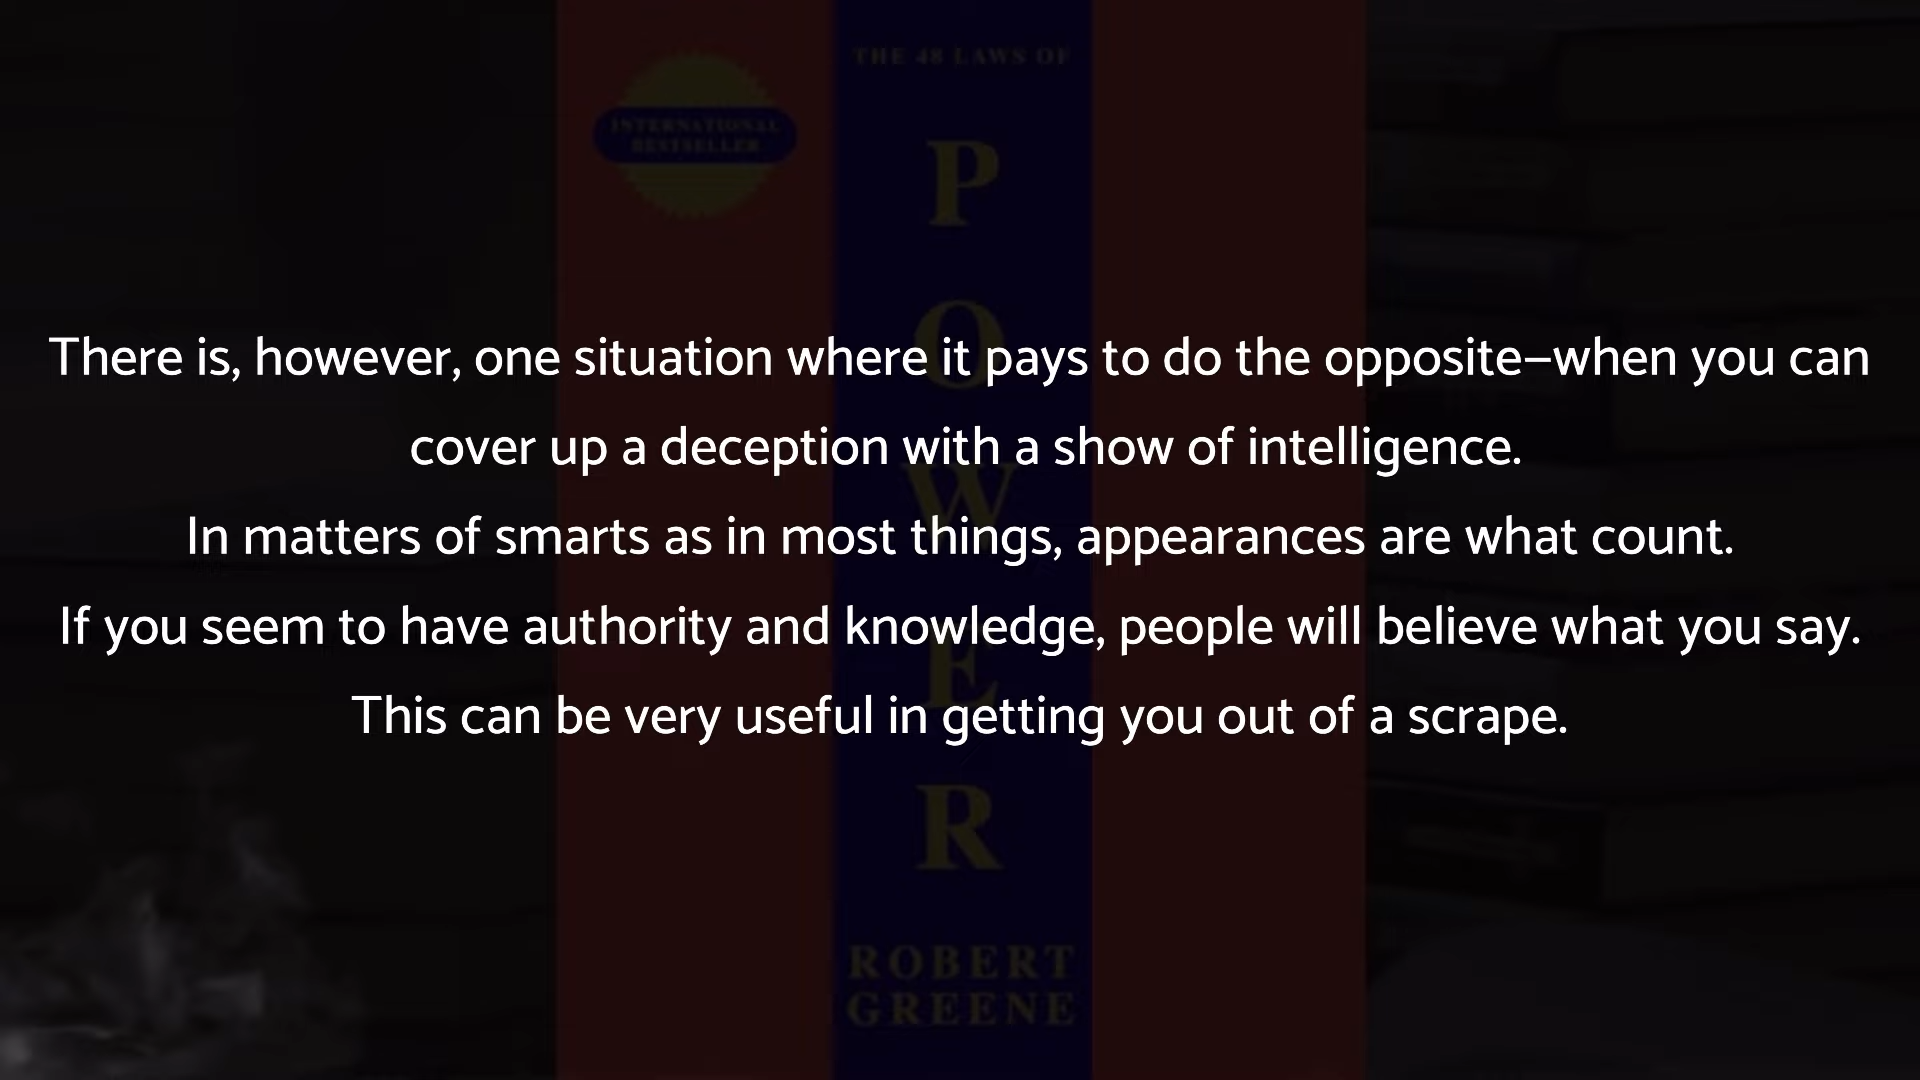 THE 48 LAWS OF
INTERNATIONAL
BESTSELLER
P
O
W
E
R
There is, however, one situation where it pays to do the opposite—when you can
cover up a deception with a show of intelligence.
In matters of smarts as in most things, appearances are what count.
If you seem to have authority and knowledge, people will believe what you say.
This can be very useful in getting you out of a scrape.
ROBERT
GREENE